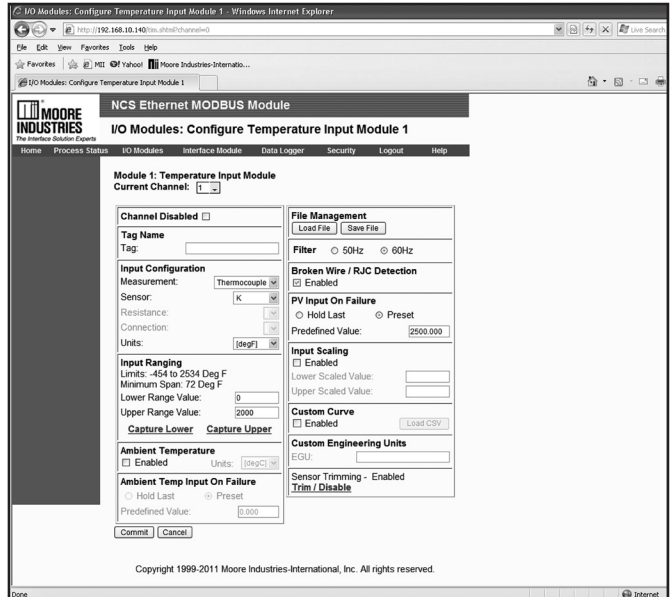 I/O Modules: Configure Temperature Input Module 1 - Windows Internet Explorer
http://192.168.10.140/tim.shtml?channel=0
Live Search
File Edit View Favorites Tools Help
Favorites MII Yahoo! Moore Industries-Internatio...
I/O Modules: Configure Temperature Input Module 1
MOORE INDUSTRIES
The Interface Solution Experts
NCS Ethernet MODBUS Module
I/O Modules: Configure Temperature Input Module 1
Home Process Status I/O Modules Interface Module Data Logger Security Logout Help
Module 1: Temperature Input Module
Current Channel: 1
Channel Disabled
Tag Name
Tag:
Input Configuration
Measurement: Thermocouple
Sensor: K
Resistance:
Connection:
Units: [degF]
Input Ranging
Limits: -454 to 2534 Deg F
Minimum Span: 72 Deg F
Lower Range Value: 0
Upper Range Value: 2000
Capture Lower Capture Upper
Ambient Temperature
Enabled Units: [degC]
Ambient Temp Input On Failure
Hold Last Preset
Predefined Value: 0.000
File Management
Load File Save File
Filter 50Hz 60Hz
Broken Wire / RJC Detection
Enabled
PV Input On Failure
Hold Last Preset
Predefined Value: 2500.000
Input Scaling
Enabled
Lower Scaled Value:
Upper Scaled Value:
Custom Curve
Enabled Load CSV
Custom Engineering Units
EGU:
Sensor Trimming - Enabled
Trim / Disable
Commit Cancel
Copyright 1999-2011 Moore Industries-International, Inc. All rights reserved.
Done Internet